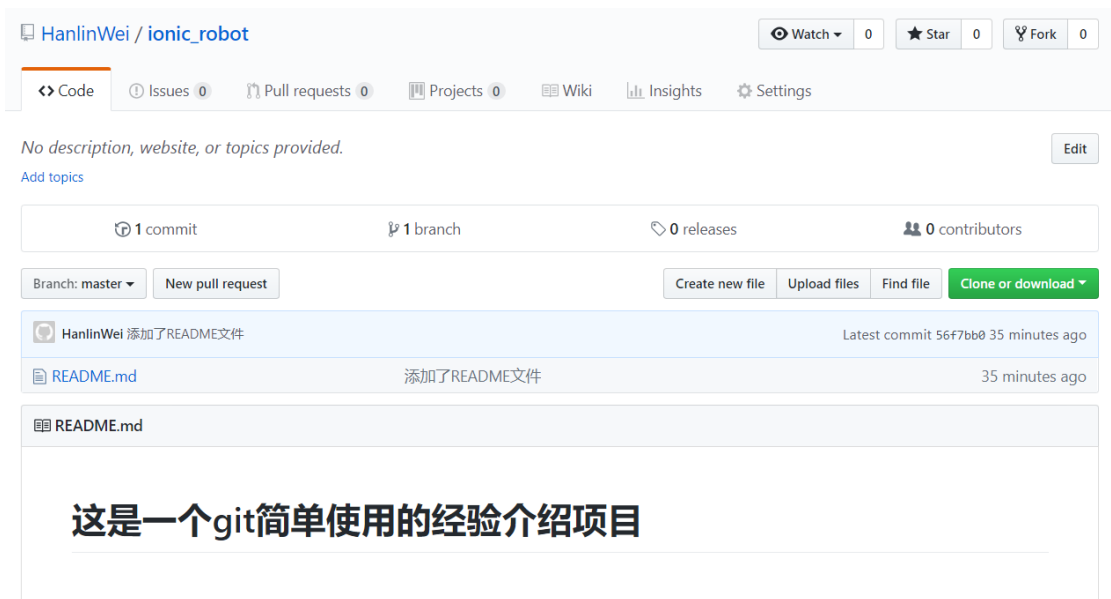 HanlinWei / ionic_robot
Watch 0 Star 0 Fork 0
Code Issues 0 Pull requests 0 Projects 0 Wiki Insights Settings
No description, website, or topics provided.
Edit
Add topics
1 commit 1 branch 0 releases 0 contributors
Branch: master New pull request Create new file Upload files Find file Clone or download
HanlinWei 添加了README文件 Latest commit 56f7bb0 35 minutes ago
README.md 添加了README文件 35 minutes ago
README.md
这是一个git简单使用的经验介绍项目